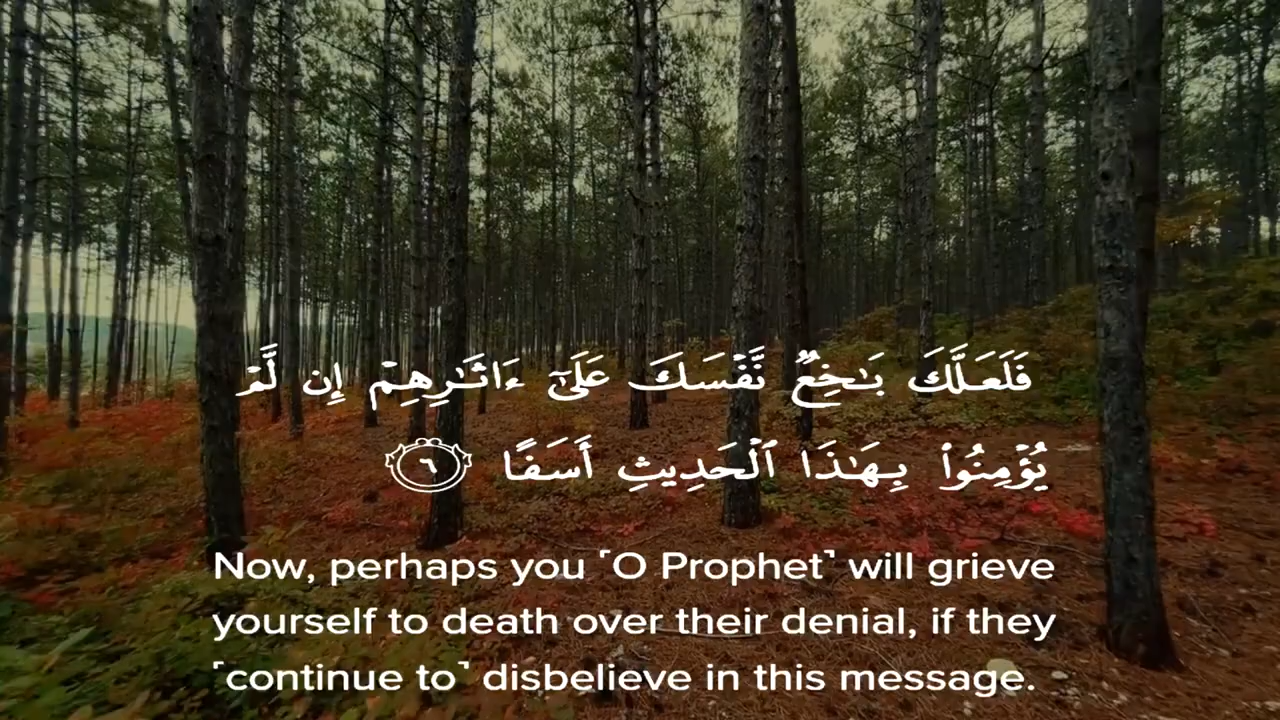 فَلَعَلَّكَ بَـٰخِعٌۭ نَّفْسَكَ عَلَىٰٓ ءَاثَـٰرِهِمْ إِن لَّمْ
يُؤْمِنُوا۟ بِهَـٰذَا ٱلْحَدِيثِ أَسَفًا ٦
Now, perhaps you ˹O Prophet˺ will grieve
yourself to death over their denial, if they
˹continue to˺ disbelieve in this message.